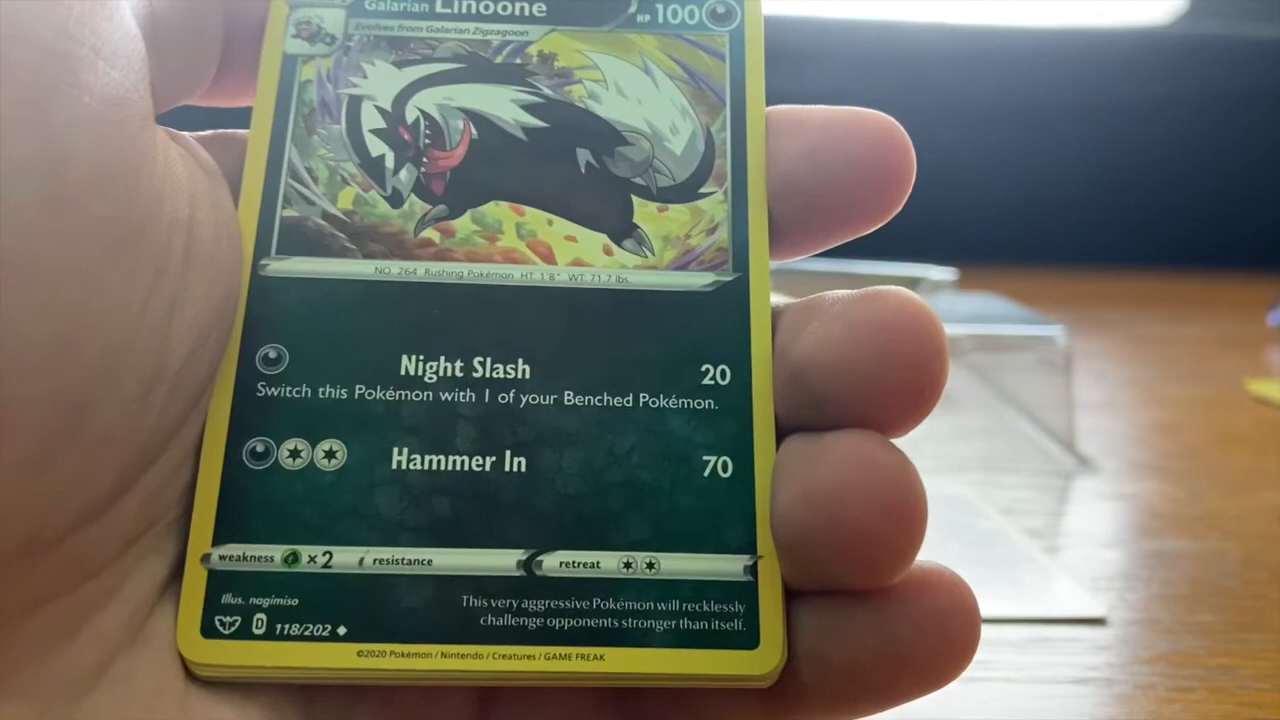 Galarian Linoone HP 100
Evolves from Galarian Zigzagoon
NO. 264 Rushing Pokémon HT: 1'8" WT: 71.7 lbs.
Night Slash 20
Switch this Pokémon with 1 of your Benched Pokémon.
Hammer In 70
weakness ×2 resistance retreat
Illus. nagimiso
This very aggressive Pokémon will recklessly
challenge opponents stronger than itself.
D 118/202
©2020 Pokémon / Nintendo / Creatures / GAME FREAK